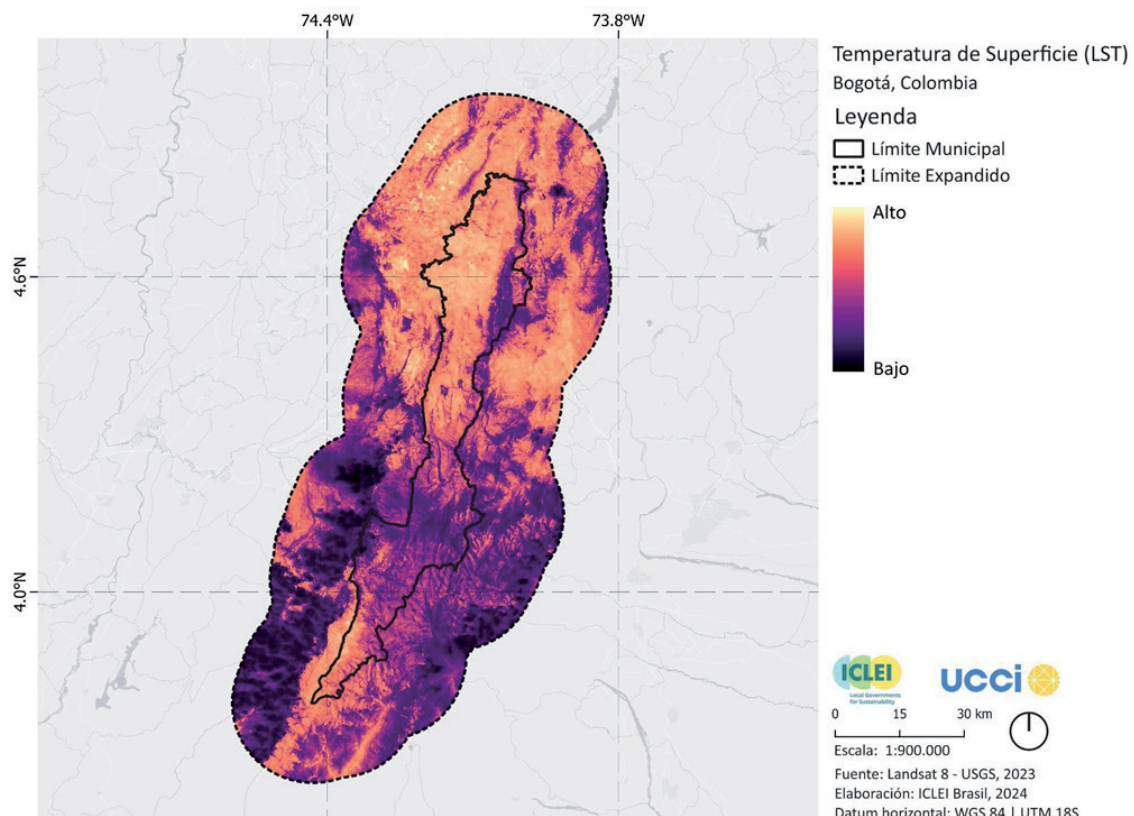 74.4°W
73.8°W
4.6°N
4.0°N
Temperatura de Superficie (LST)
Bogotá, Colombia
Leyenda
Límite Municipal
Límite Expandido
Alto
Bajo
ICLEI
Local Governments
for Sustainability
UCCI
0 15 30 km
Escala: 1:900.000
Fuente: Landsat 8 - USGS, 2023
Elaboración: ICLEI Brasil, 2024
Datum horizontal: WGS 84 | UTM 18S